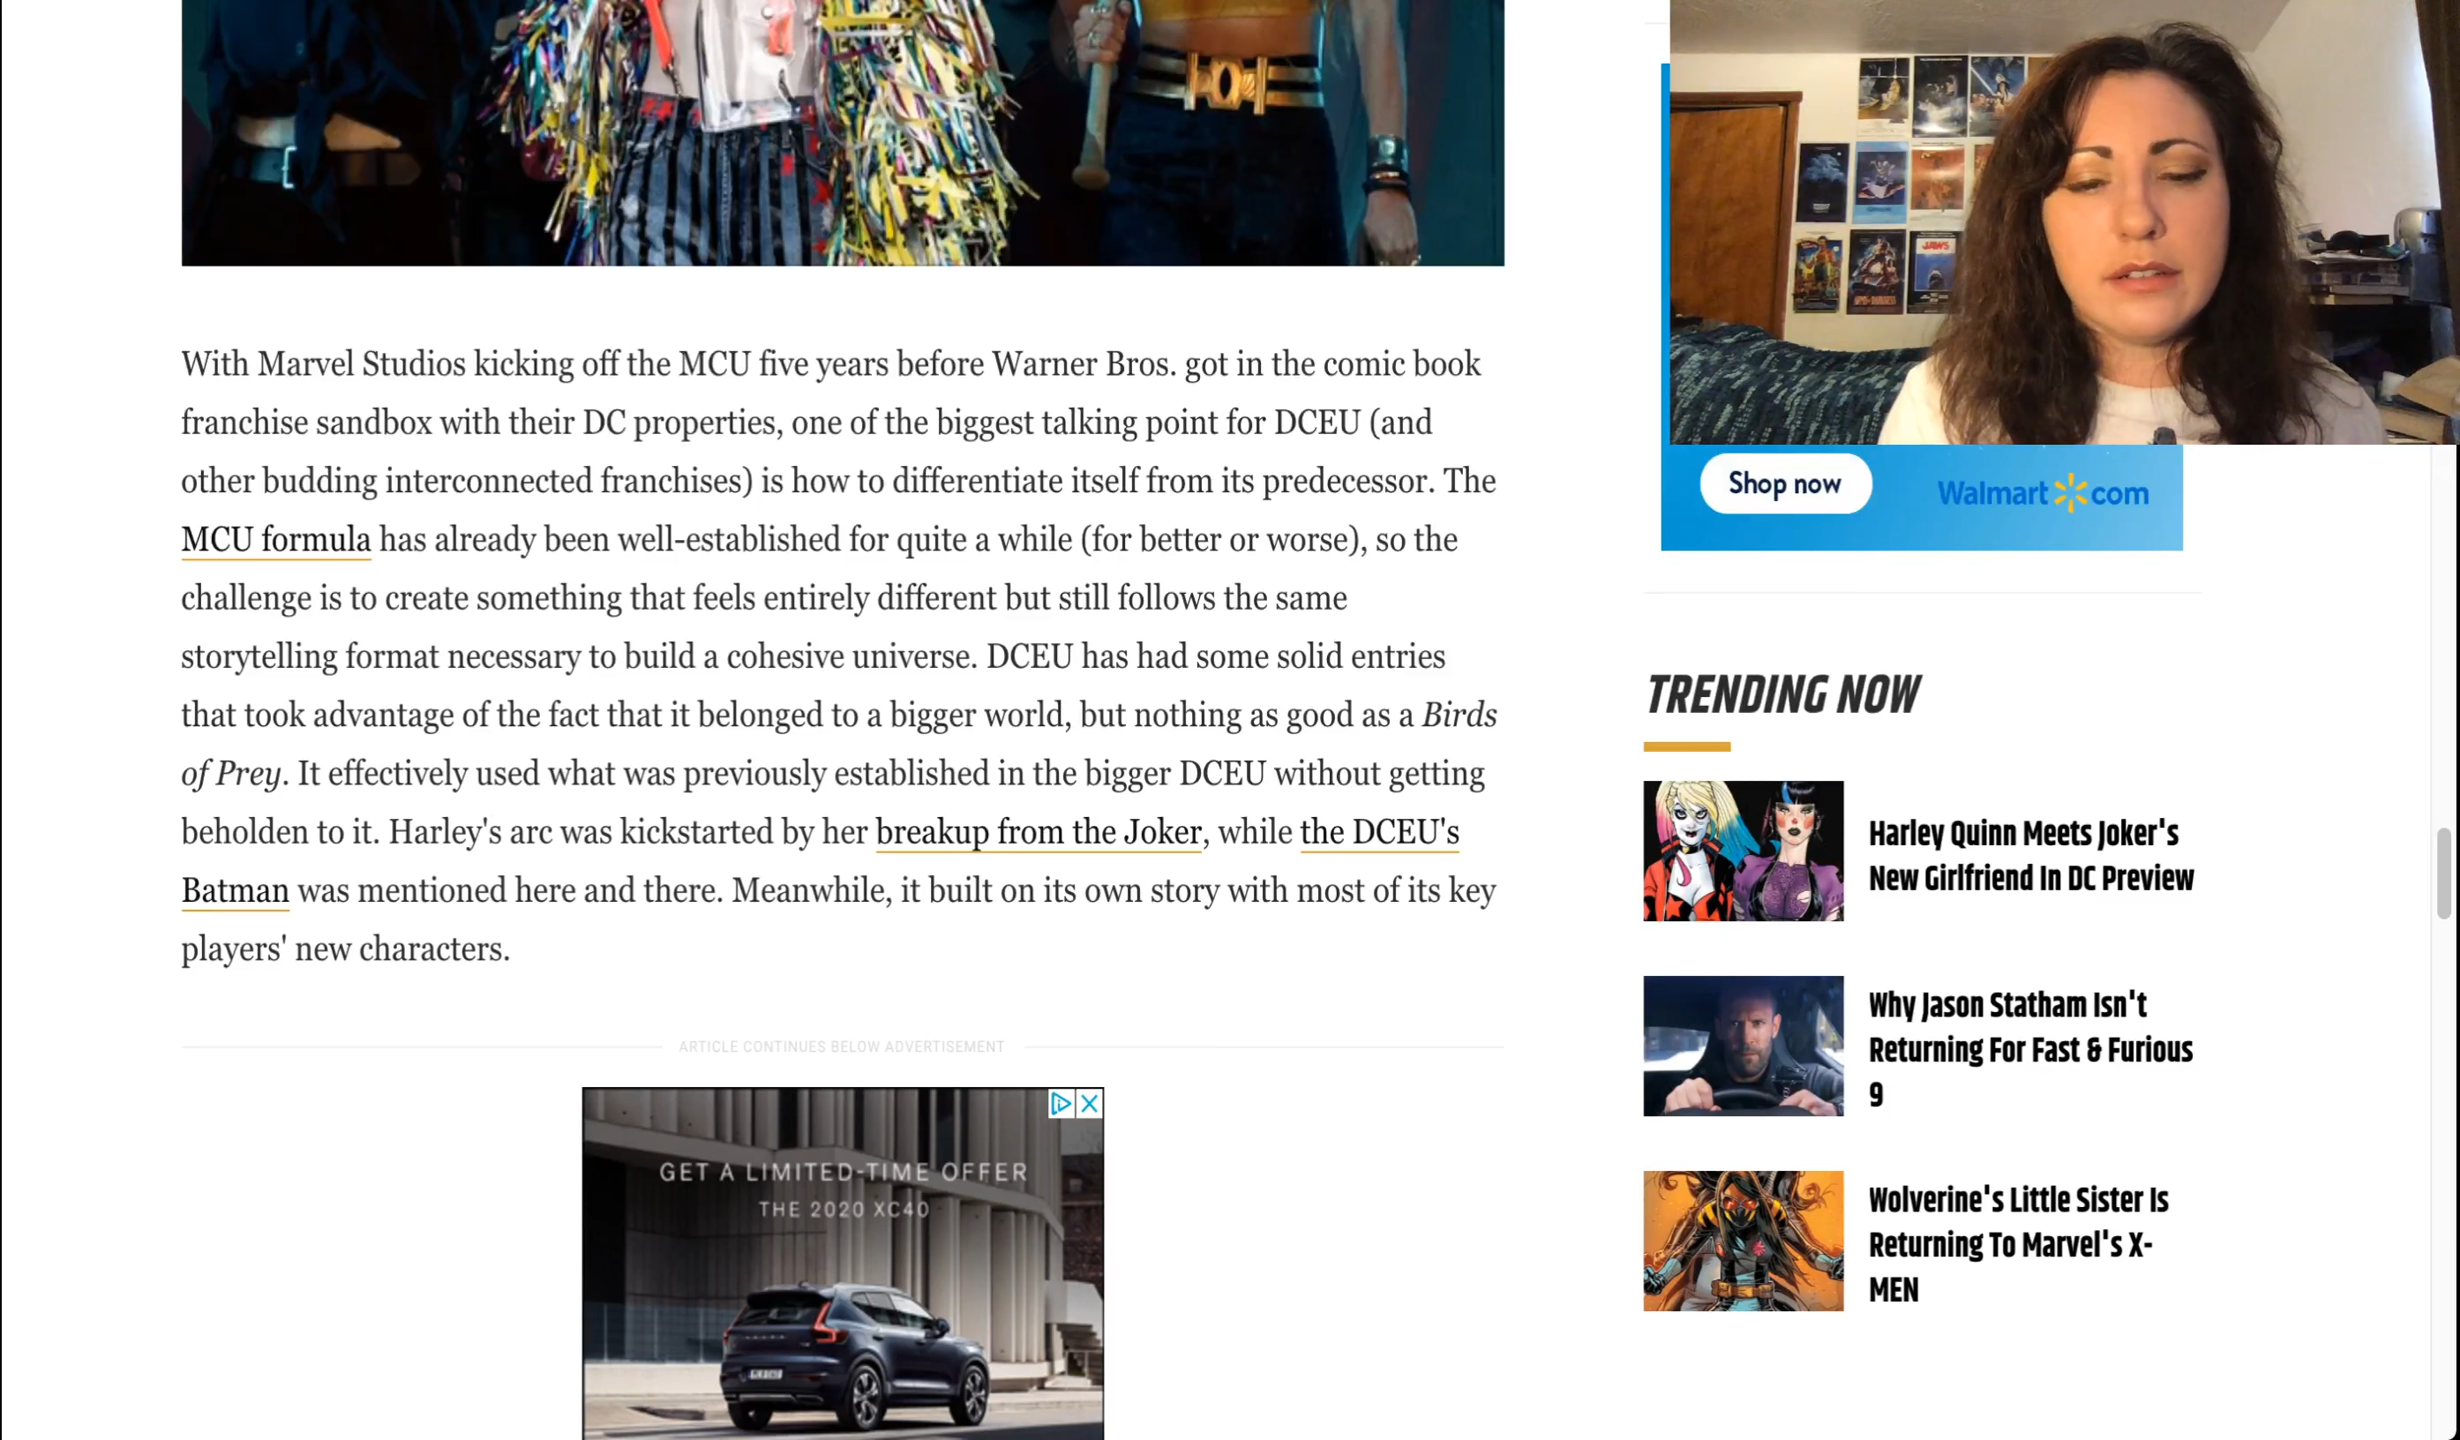 With Marvel Studios kicking off the MCU five years before Warner Bros. got in the comic book
franchise sandbox with their DC properties, one of the biggest talking point for DCEU (and
other budding interconnected franchises) is how to differentiate itself from its predecessor. The
MCU formula has already been well-established for quite a while (for better or worse), so the
challenge is to create something that feels entirely different but still follows the same
storytelling format necessary to build a cohesive universe. DCEU has had some solid entries
that took advantage of the fact that it belonged to a bigger world, but nothing as good as a Birds
of Prey. It effectively used what was previously established in the bigger DCEU without getting
beholden to it. Harley's arc was kickstarted by her breakup from the Joker, while the DCEU's
Batman was mentioned here and there. Meanwhile, it built on its own story with most of its key
players' new characters.
ARTICLE CONTINUES BELOW ADVERTISEMENT
GET A LIMITED-TIME OFFER
THE 2020 XC40
JAWS
Shop now
Walmart com
TRENDING NOW
Harley Quinn Meets Joker's
New Girlfriend In DC Preview
Why Jason Statham Isn't
Returning For Fast & Furious
9
Wolverine's Little Sister Is
Returning To Marvel's X-
MEN